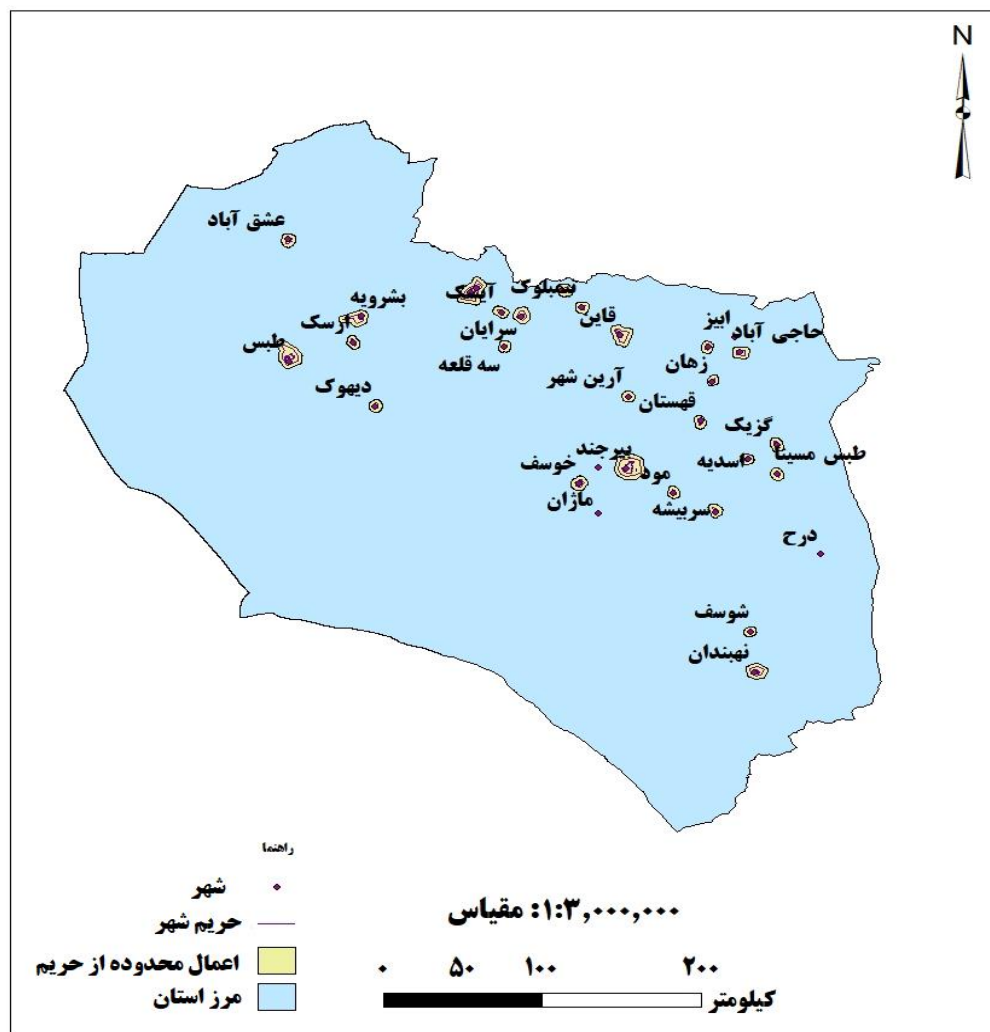 N
عشق آباد
بشرویه
ارسک
طبس
دیهوک
آیسک
سرایان
سه قلعه
نیمبلوک
قاین
آرین شهر
ابیز
حاجی آباد
زهان
قهستان
گزیک
طبس مسینا
اسدیه
بیرجند
خوسف
ماژان
مود
سربیشه
درح
شوسف
نهبندان
راهنما
شهر
حریم شهر
اعمال محدوده از حریم
مرز استان
مقیاس :۱:۳,۰۰۰,۰۰۰
۰ ۵۰ ۱۰۰ ۲۰۰
کیلومتر